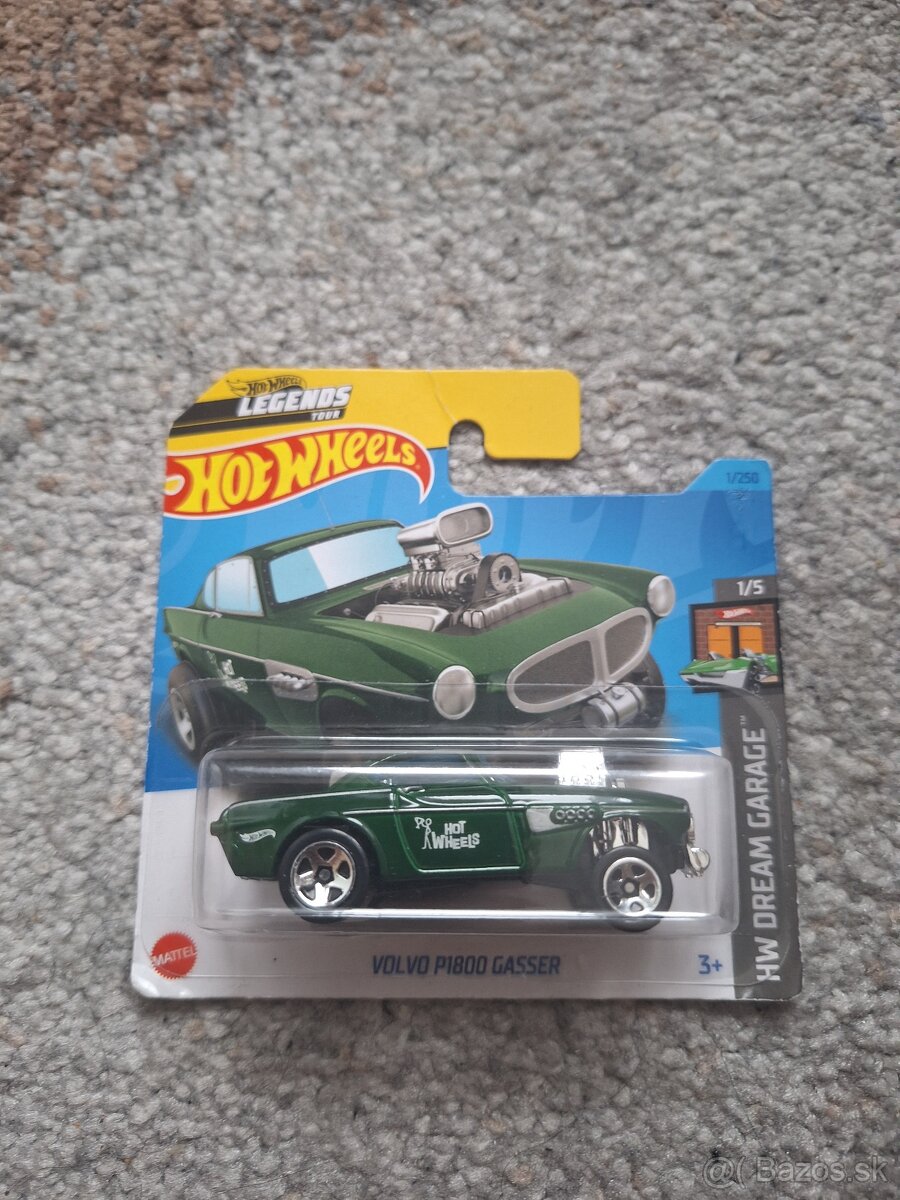 HOT WHEELS
LEGENDS
TOUR
HOT WHEELS
1/250
1/5
HW DREAM GARAGE™
HOT
WHEELS
MATTEL
VOLVO P1800 GASSER
3+
@( Bazos.sk